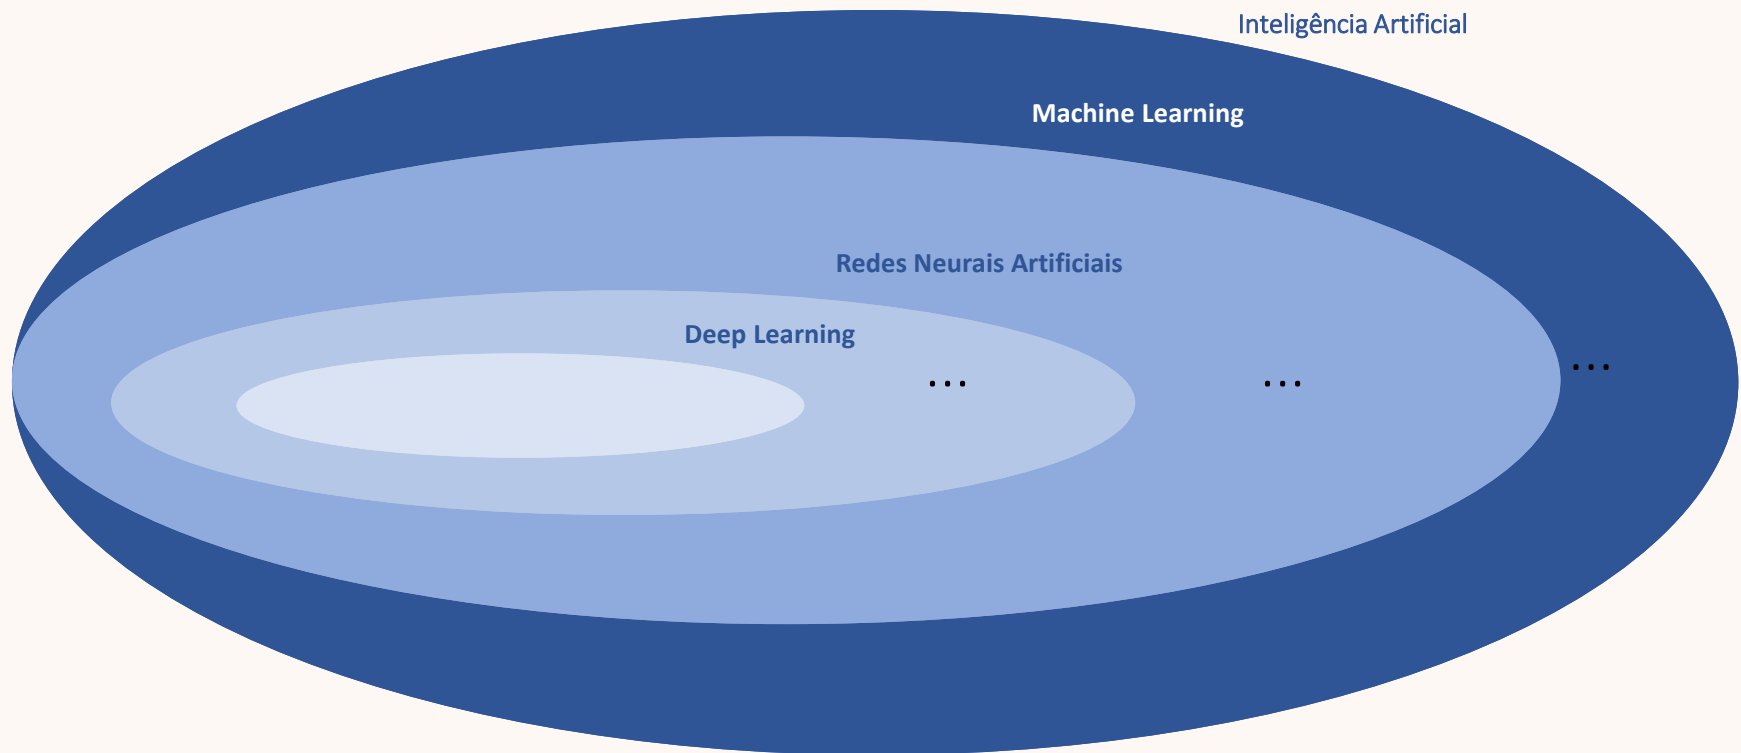 Inteligência Artificial
Machine Learning
Redes Neurais Artificiais
Deep Learning
... ... ...